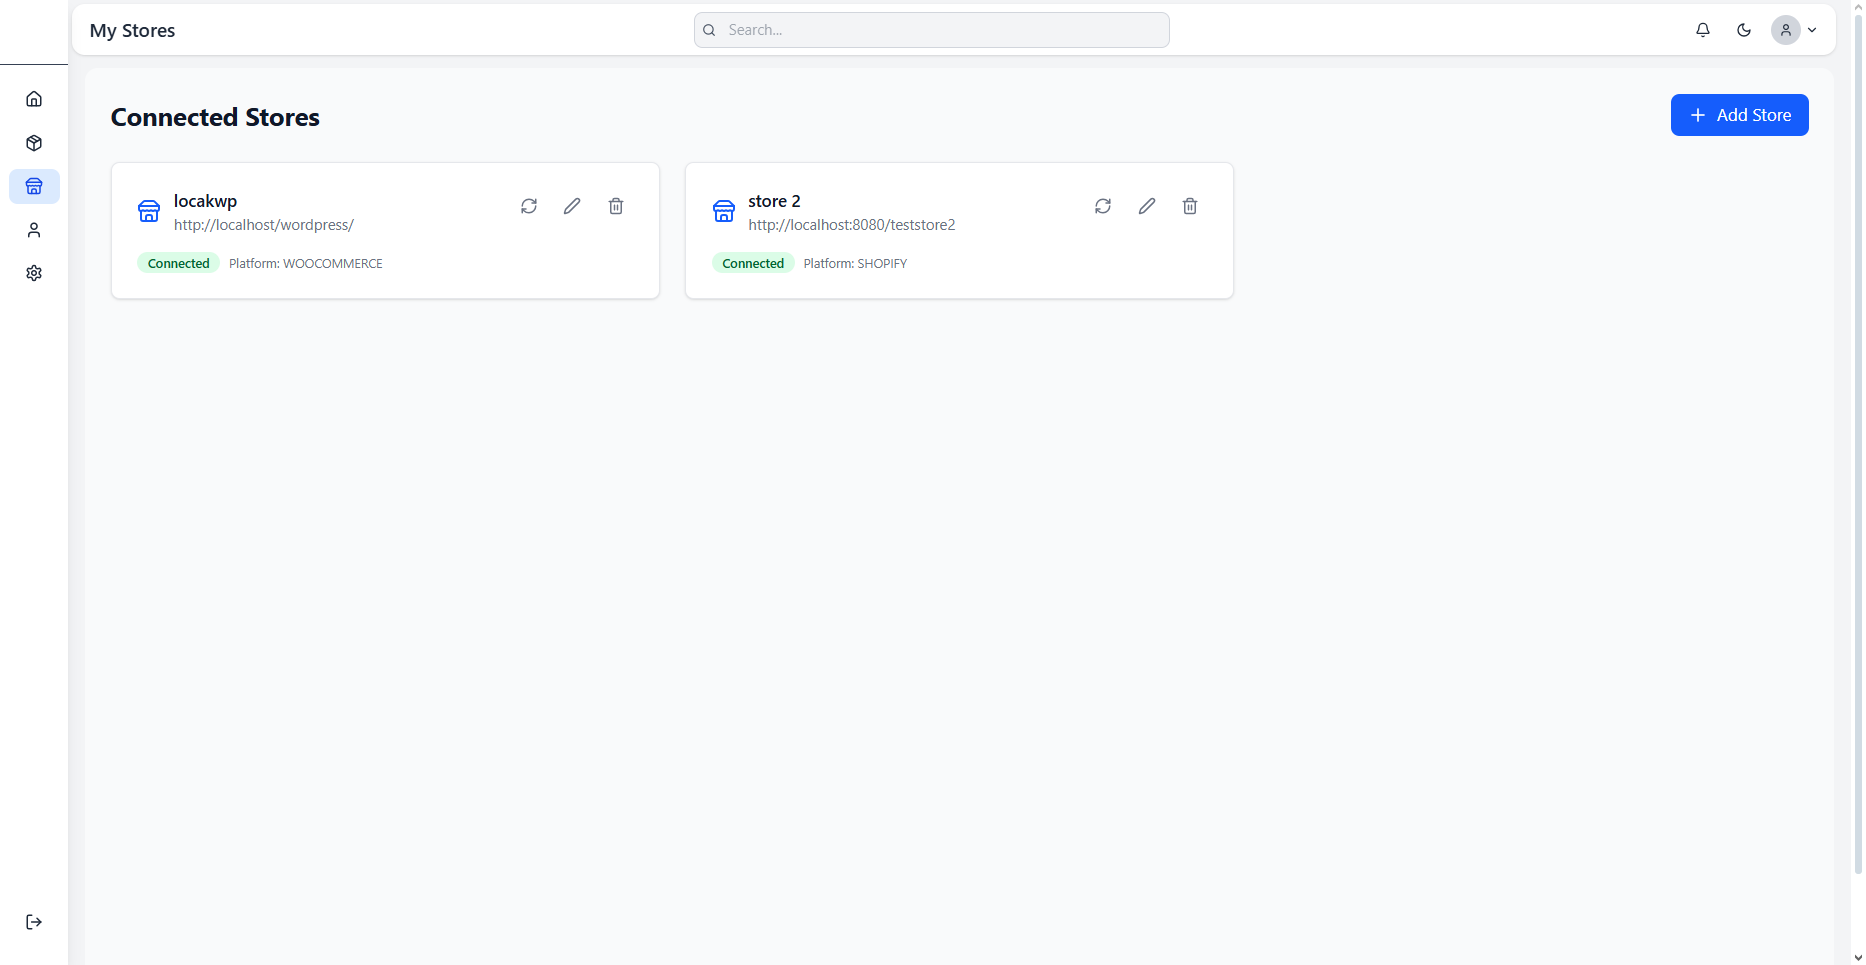 My Stores
Search...
Connected Stores
Add Store
locakwp
http://localhost/wordpress/
Connected Platform: WOOCOMMERCE
store 2
http://localhost:8080/teststore2
Connected Platform: SHOPIFY